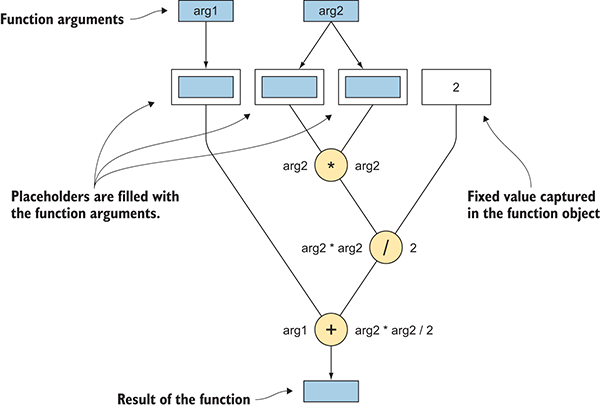 Function arguments
arg1
arg2
2
*
arg2
arg2
Placeholders are filled with
the function arguments.
Fixed value captured
in the function object
arg2 * arg2
/
2
arg1
+
arg2 * arg2 / 2
Result of the function